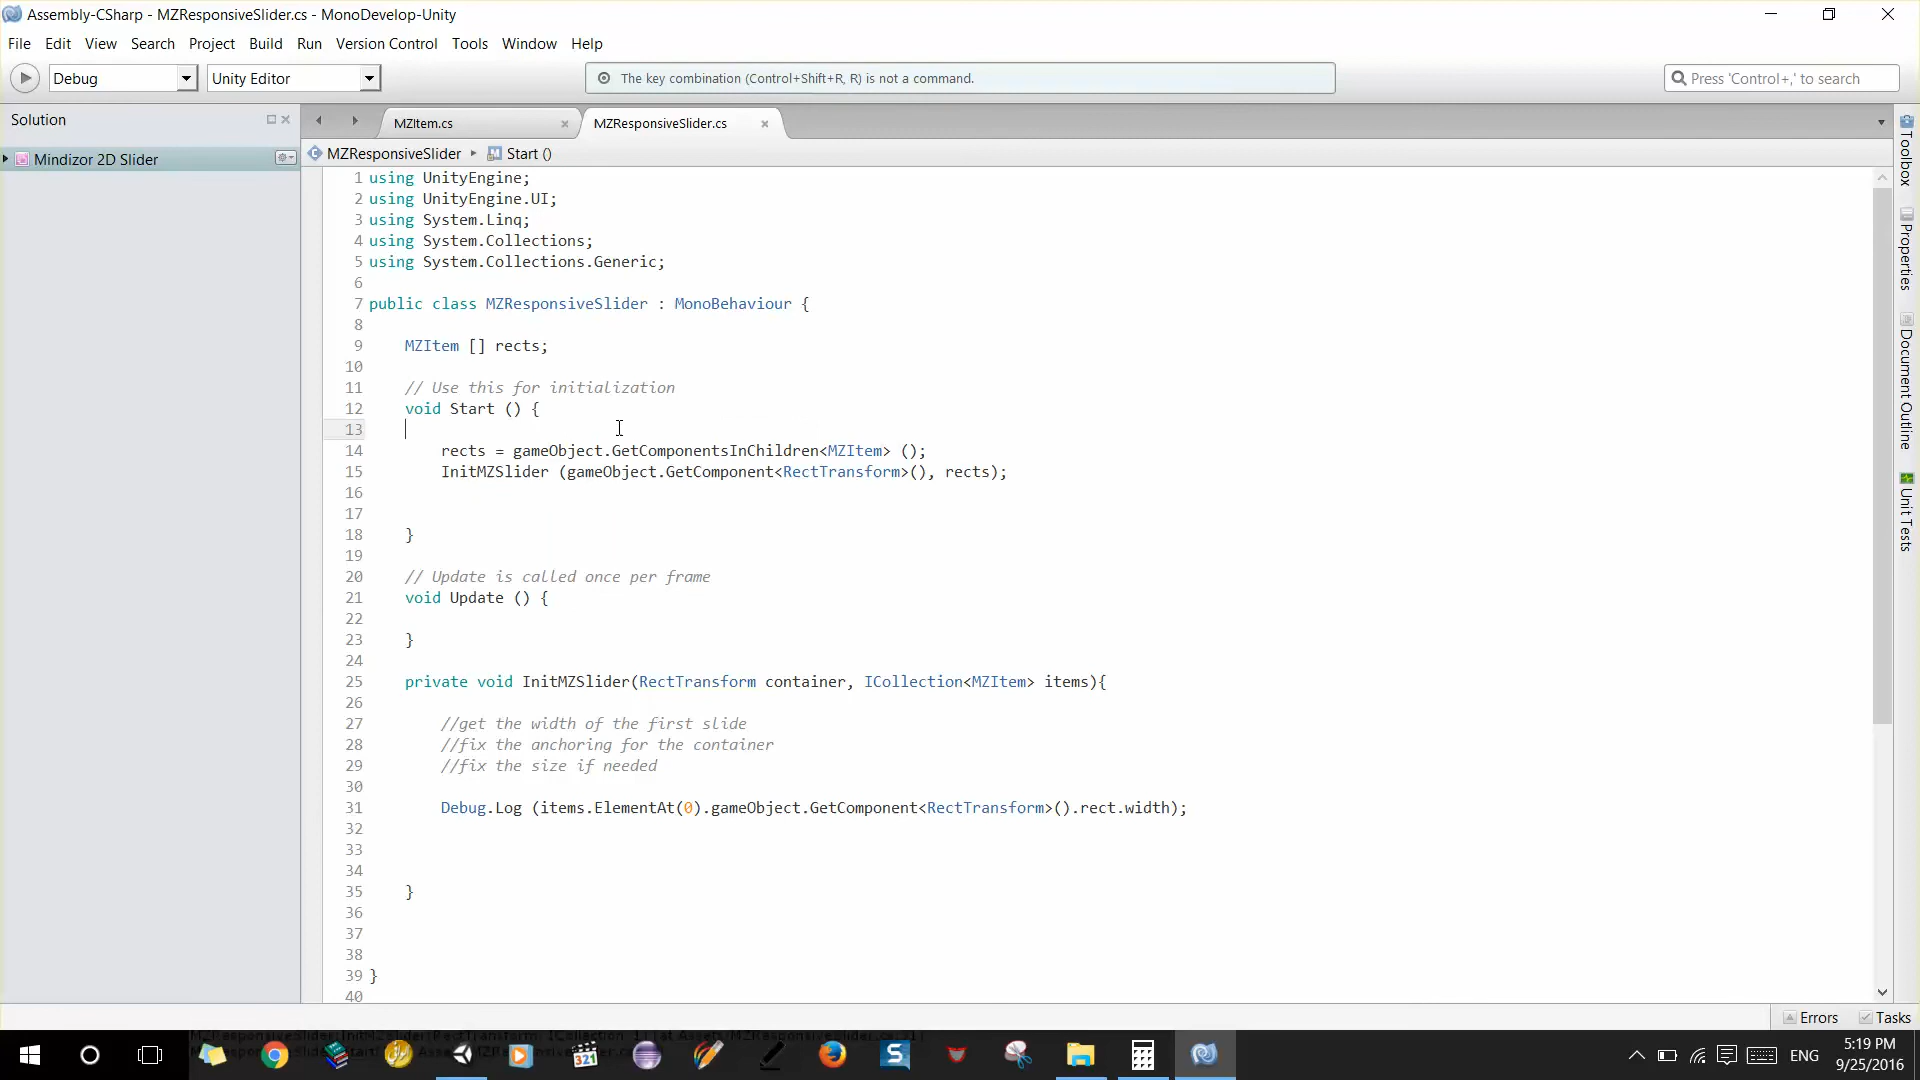 Assembly-CSharp - MZResponsiveSlider.cs - MonoDevelop-Unity
File Edit View Search Project Build Run Version Control Tools Window Help
Debug Unity Editor The key combination (Control+Shift+R, R) is not a command. Press 'Control+,' to search
Solution MZItem.cs MZResponsiveSlider.cs
Mindizor 2D Slider MZResponsiveSlider Start ()
1 using UnityEngine;
2 using UnityEngine.UI;
3 using System.Linq;
4 using System.Collections;
5 using System.Collections.Generic;
6
7 public class MZResponsiveSlider : MonoBehaviour {
8
9 MZItem [] rects;
10
11 // Use this for initialization
12 void Start () {
13
14 rects = gameObject.GetComponentsInChildren<MZItem> ();
15 InitMZSlider (gameObject.GetComponent<RectTransform>(), rects);
16
17
18 }
19
20 // Update is called once per frame
21 void Update () {
22
23 }
24
25 private void InitMZSlider(RectTransform container, ICollection<MZItem> items){
26
27 //get the width of the first slide
28 //fix the anchoring for the container
29 //fix the size if needed
30
31 Debug.Log (items.ElementAt(0).gameObject.GetComponent<RectTransform>().rect.width);
32
33
34
35 }
36
37
38
39 }
40
Toolbox
Properties
Document Outline
Unit Tests
Errors Tasks
321
ENG
5:19 PM
9/25/2016